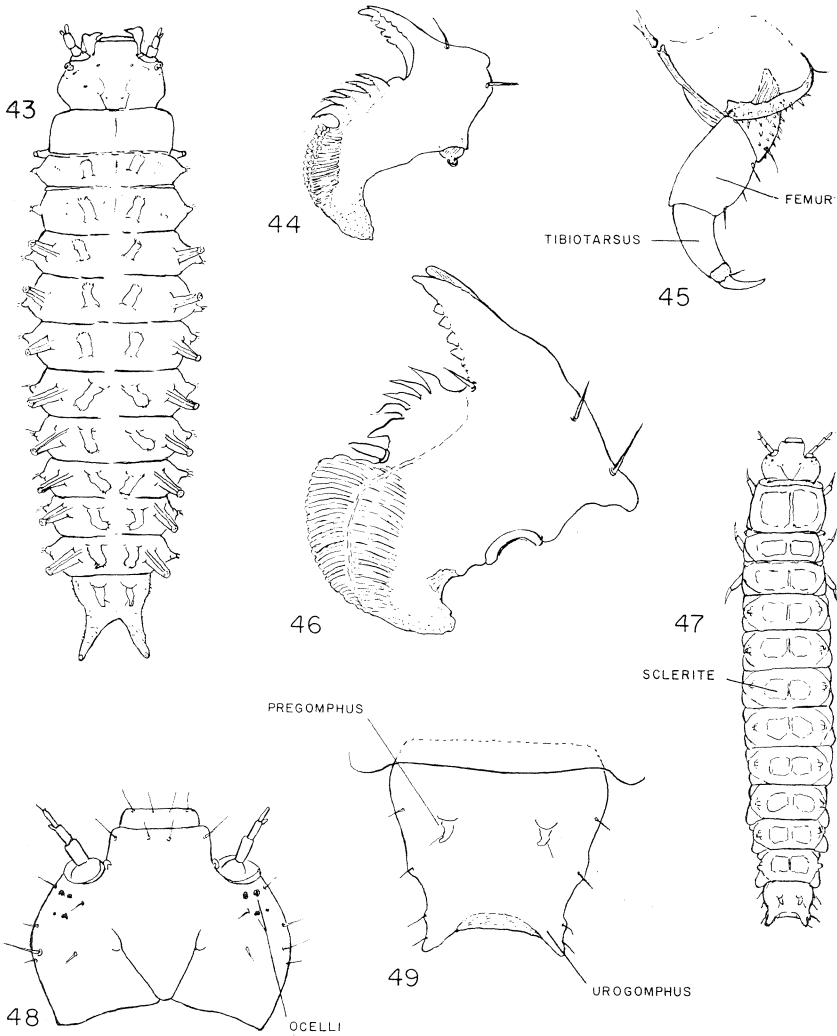 43
44
FEMUR
TIBIOTARSUS
45
46
47
SCLERITE
PREGOMPHUS
48
OCELLI
49
UROGOMPHUS